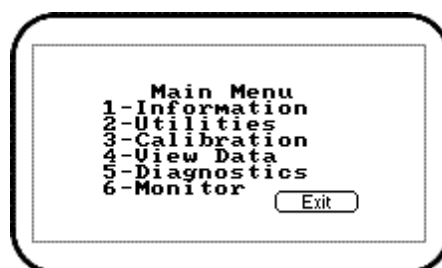 Main Menu
1-Information
2-Utilities
3-Calibration
4-View Data
5-Diagnostics
6-Monitor
Exit